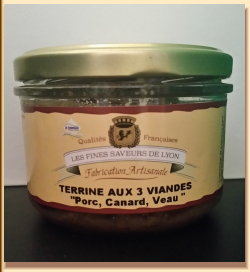 Qualités Françaises
LES FINES SAVEURS DE LYON
Fabrication Artisanale
TERRINE AUX 3 VIANDES
"Porc, Canard, Veau "